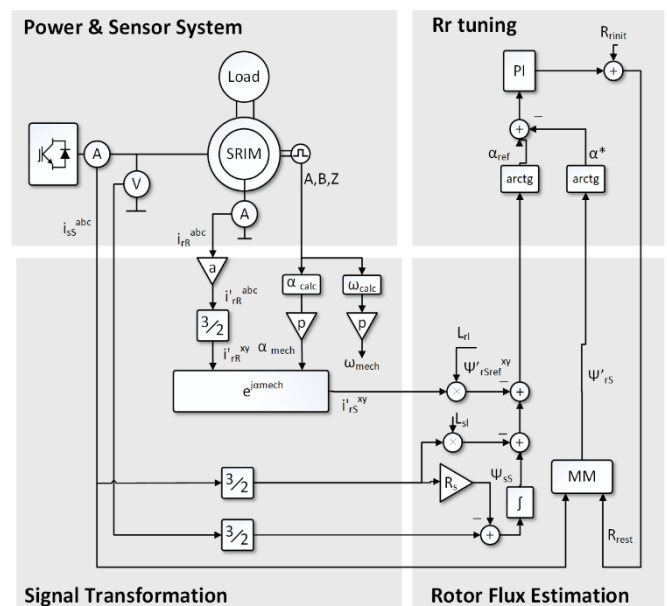 Power & Sensor System
Rr tuning
Load
SRIM
A
V
A
A,B,Z
i_sS^abc
i_rR^abc
a
α calc
ω_calc
i'_rR^abc
3/2
p
p
i'_rR^xy
α mech
ω_mech
e^jαmech
i'_rS^xy
3/2
3/2
R_s
R_rinit
PI
+
+
−
α_ref
α*
arctg
arctg
L_rl
Ψ'_rSref^xy
×
−
+
Ψ'_rS
L_sl
×
−
+
Ψ_sS
∫
MM
−
+
R_rest
Signal Transformation
Rotor Flux Estimation